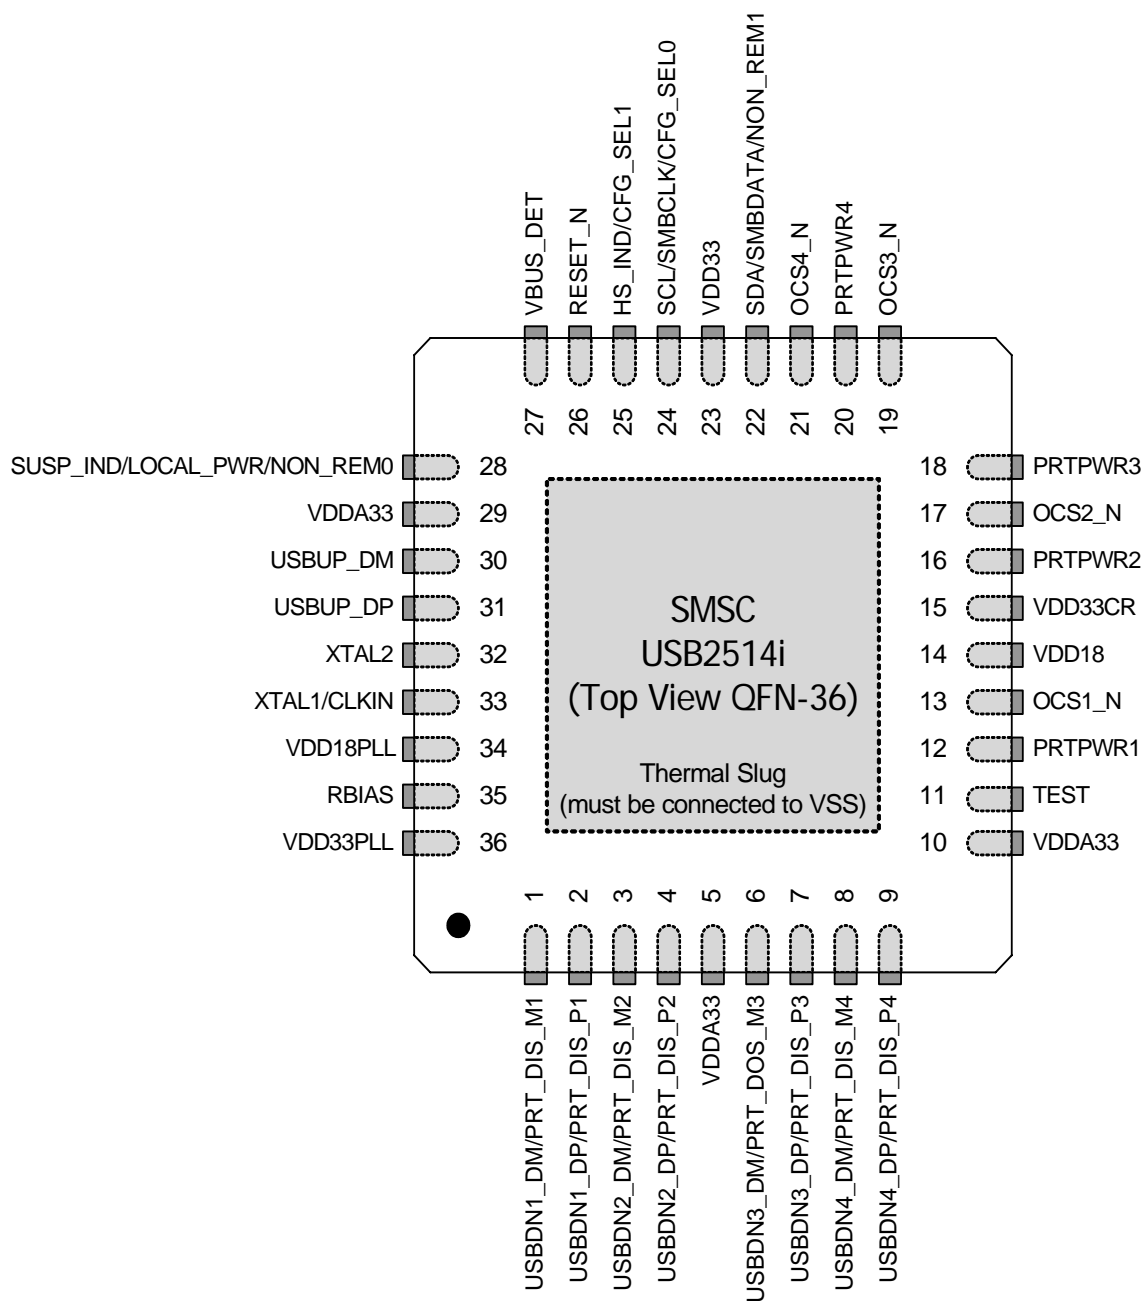 VBUS_DET
RESET_N
HS_IND/CFG_SEL1
SCL/SMBCLK/CFG_SEL0
VDD33
SDA/SMBDATA/NON_REM1
OCS4_N
PRTPWR4
OCS3_N
27
26
25
24
23
22
21
20
19
SUSP_IND/LOCAL_PWR/NON_REM0 28
VDDA33 29
USBUP_DM 30
USBUP_DP 31
XTAL2 32
XTAL1/CLKIN 33
VDD18PLL 34
RBIAS 35
VDD33PLL 36
SMSC
USB2514i
(Top View QFN-36)
Thermal Slug
(must be connected to VSS)
18 PRTPWR3
17 OCS2_N
16 PRTPWR2
15 VDD33CR
14 VDD18
13 OCS1_N
12 PRTPWR1
11 TEST
10 VDDA33
1
2
3
4
5
6
7
8
9
USBDN1_DM/PRT_DIS_M1
USBDN1_DP/PRT_DIS_P1
USBDN2_DM/PRT_DIS_M2
USBDN2_DP/PRT_DIS_P2
VDDA33
USBDN3_DM/PRT_DOS_M3
USBDN3_DP/PRT_DIS_P3
USBDN4_DM/PRT_DIS_M4
USBDN4_DP/PRT_DIS_P4